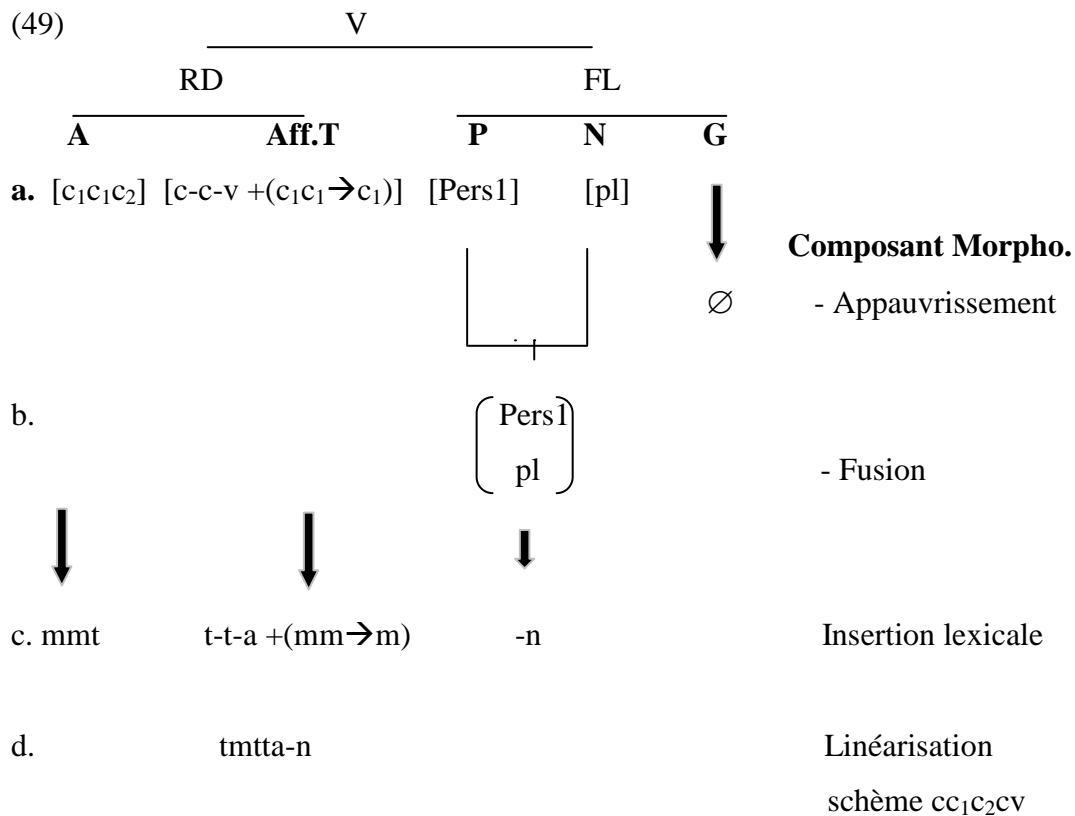 (49) V
RD FL
A Aff.T P N G
a. [c₁c₁c₂] [c-c-v +(c₁c₁→c₁)] [Pers1] [pl]
Composant Morpho.
∅ - Appauvrissement
b. Pers1
pl - Fusion
c. mmt t-t-a +(mm→m) -n Insertion lexicale
d. tmtta-n Linéarisation
schème cc₁c₂cv